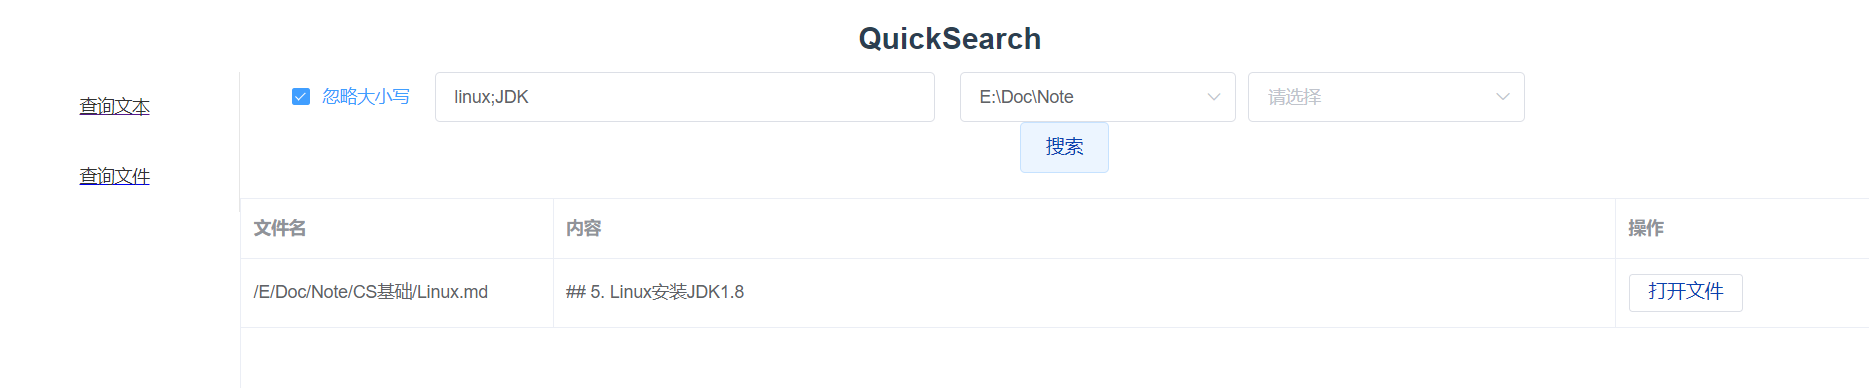 QuickSearch
查询文本
查询文件
忽略大小写 linux;JDK E:\Doc\Note 请选择
搜索
文件名 内容 操作
/E/Doc/Note/CS基础/Linux.md ## 5. Linux安装JDK1.8 打开文件